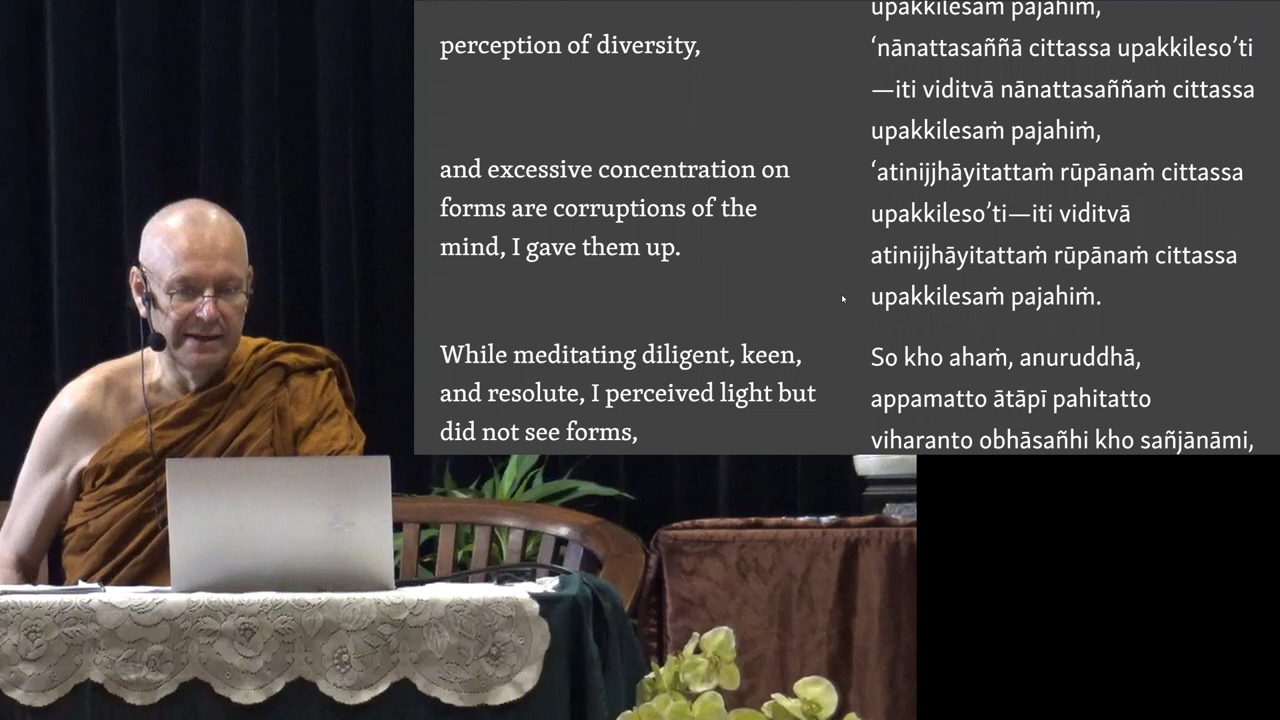 perception of diversity,
and excessive concentration on
forms are corruptions of the
mind, I gave them up.
While meditating diligent, keen,
and resolute, I perceived light but
did not see forms,
upakkilesaṁ pajahiṁ,
‘nānattasaññā cittassa upakkileso’ti
—iti viditvā nānattasaññaṁ cittassa
upakkilesaṁ pajahiṁ,
‘atinijjhāyitattaṁ rūpānaṁ cittassa
upakkileso’ti—iti viditvā
atinijjhāyitattaṁ rūpānaṁ cittassa
upakkilesaṁ pajahiṁ.
So kho ahaṁ, anuruddhā,
appamatto ātāpī pahitatto
viharanto obhāsañhi kho sañjānāmi,